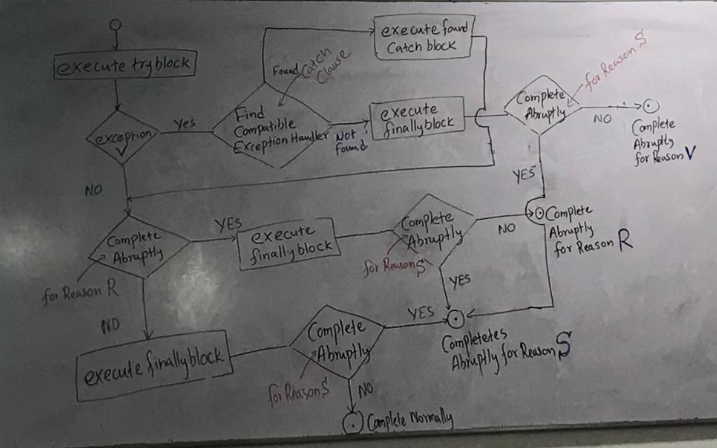 execute found
Catch block
execute tryblock
Found
Catch
Clause
for Reason S
Complete
Abruptly
exception
V
Yes
Find
Compatible
Exception Handler
Not
found
execute
finallyblock
NO
Complete
Abruptly
for Reason V
NO
YES
Complete
Abruptly
for Reason R
YES
execute
finallyblock
Complete
Abruptly
for Reason S
NO
Complete
Abruptly
for Reason R
YES
NO
execute finallyblock
Complete
Abruptly
for Reason S
YES
Completetes
Abruptly for Reason S
NO
Complete Normally